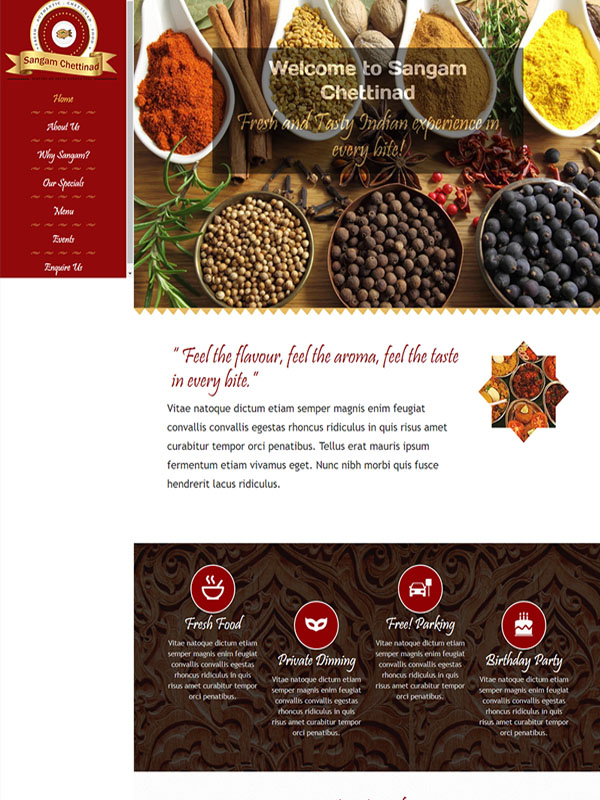 AUTHENTIC CHETTINAD
Sangam Chettinad
Home
About Us
Why Sangam?
Our Specials
Menu
Events
Enquire Us
Welcome to Sangam
Chettinad
Fresh and Tasty Indian experience in
every bite!
" Feel the flavour, feel the aroma, feel the taste
in every bite."
Vitae natoque dictum etiam semper magnis enim feugiat
convallis convallis egestas rhoncus ridiculus in quis risus amet
curabitur tempor orci penatibus. Tellus erat mauris ipsum
fermentum etiam vivamus eget. Nunc nibh morbi quis fusce
hendrerit lacus ridiculus.
Fresh Food
Vitae natoque dictum etiam
semper magnis enim feugiat
convallis convallis egestas
rhoncus ridiculus in quis
risus amet curabitur tempor
orci penatibus.
Private Dinning
Vitae natoque dictum etiam
semper magnis enim feugiat
convallis convallis egestas
rhoncus ridiculus in quis
risus amet curabitur tempor
orci penatibus.
Free! Parking
Vitae natoque dictum etiam
semper magnis enim feugiat
convallis convallis egestas
rhoncus ridiculus in quis
risus amet curabitur tempor
orci penatibus.
Birthday Party
Vitae natoque dictum etiam
semper magnis enim feugiat
convallis convallis egestas
rhoncus ridiculus in quis
risus amet curabitur tempor
orci penatibus.